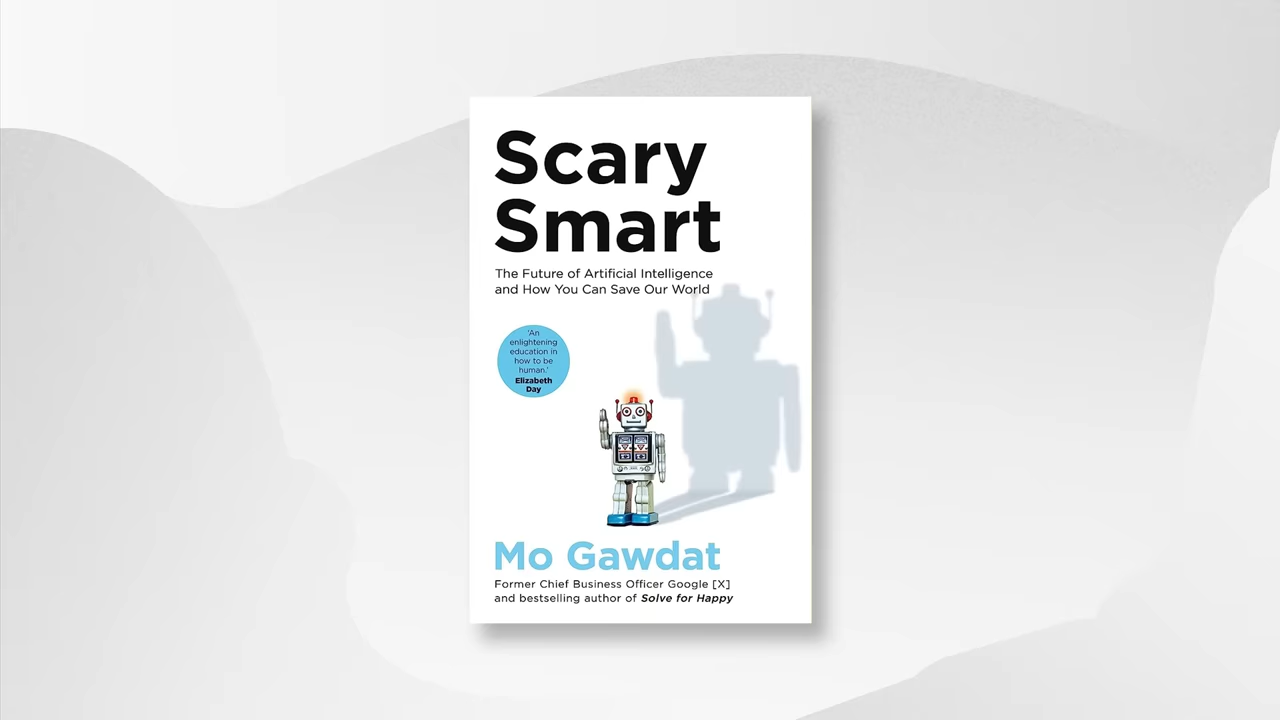 Scary
Smart
The Future of Artificial Intelligence
and How You Can Save Our World
'An
enlightening
education in
how to be
human.'
Elizabeth
Day
Mo Gawdat
Former Chief Business Officer Google [X]
and bestselling author of Solve for Happy